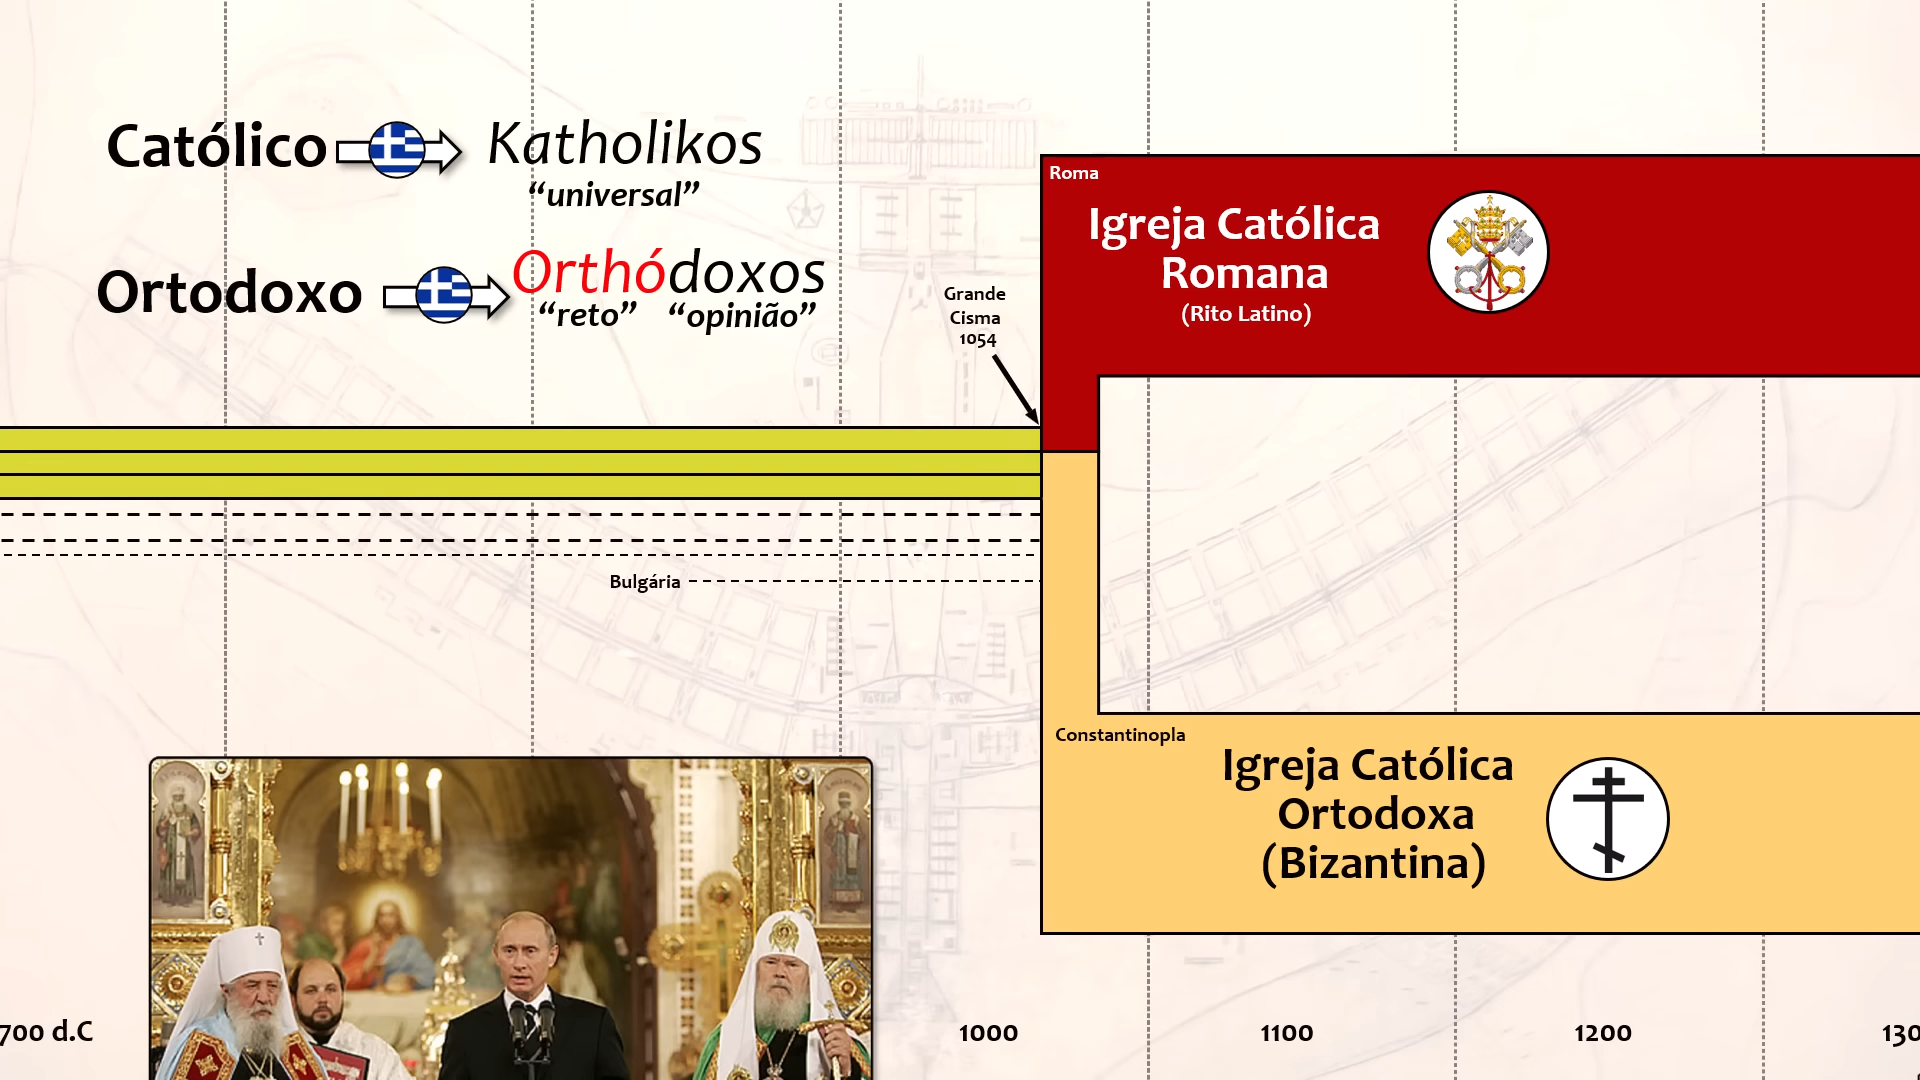 Católico
Katholikos
“universal”
Ortodoxo
Orthódoxos
“reto” “opinião”
Grande
Cisma
1054
Roma
Igreja Católica
Romana
(Rito Latino)
Bulgária
Constantinopla
Igreja Católica
Ortodoxa
(Bizantina)
700 d.C
1000
1100
1200
130